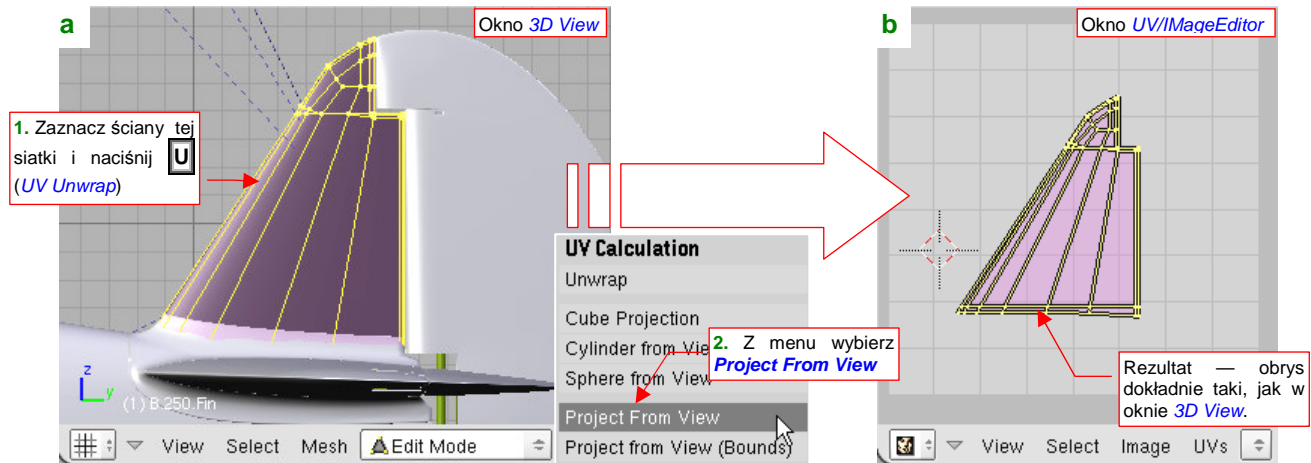 a
Okno 3D View
1. Zaznacz ściany tej
siatki i naciśnij U
(UV Unwrap)
z
y
(1) B.250.Fin
View Select Mesh Edit Mode
UV Calculation
Unwrap
Cube Projection
Cylinder from Vie
Sphere from View
Project From View
Project from View (Bounds)
2. Z menu wybierz
Project From View
b
Okno UV/IMageEditor
Rezultat — obrys
dokładnie taki, jak w
oknie 3D View.
View Select Image UVs